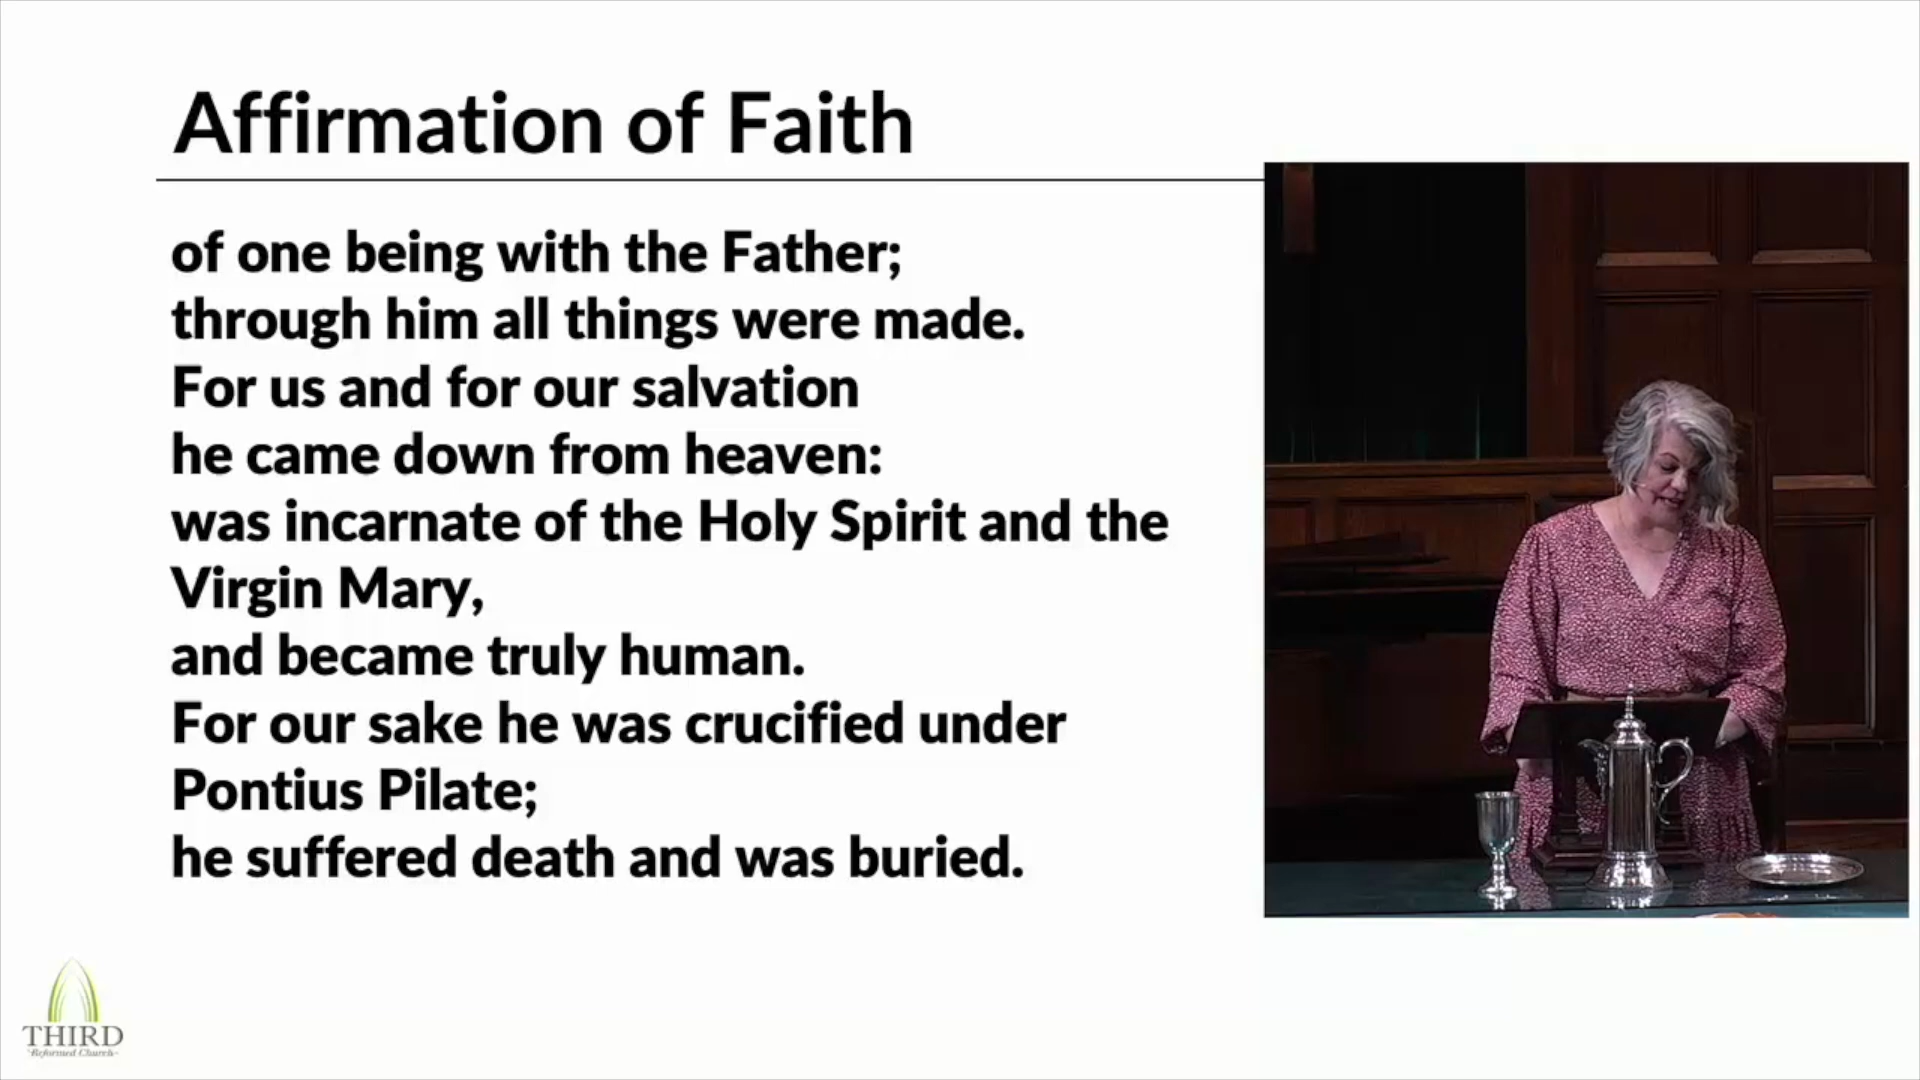 Affirmation of Faith
of one being with the Father;
through him all things were made.
For us and for our salvation
he came down from heaven:
was incarnate of the Holy Spirit and the
Virgin Mary,
and became truly human.
For our sake he was crucified under
Pontius Pilate;
he suffered death and was buried.
THIRD
Reformed Church